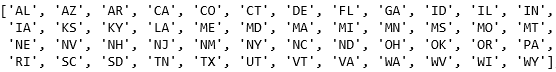 ['AL', 'AZ', 'AR', 'CA', 'CO', 'CT', 'DE', 'FL', 'GA', 'ID', 'IL', 'IN',
'IA', 'KS', 'KY', 'LA', 'ME', 'MD', 'MA', 'MI', 'MN', 'MS', 'MO', 'MT',
'NE', 'NV', 'NH', 'NJ', 'NM', 'NY', 'NC', 'ND', 'OH', 'OK', 'OR', 'PA',
'RI', 'SC', 'SD', 'TN', 'TX', 'UT', 'VT', 'VA', 'WA', 'WV', 'WI', 'WY']